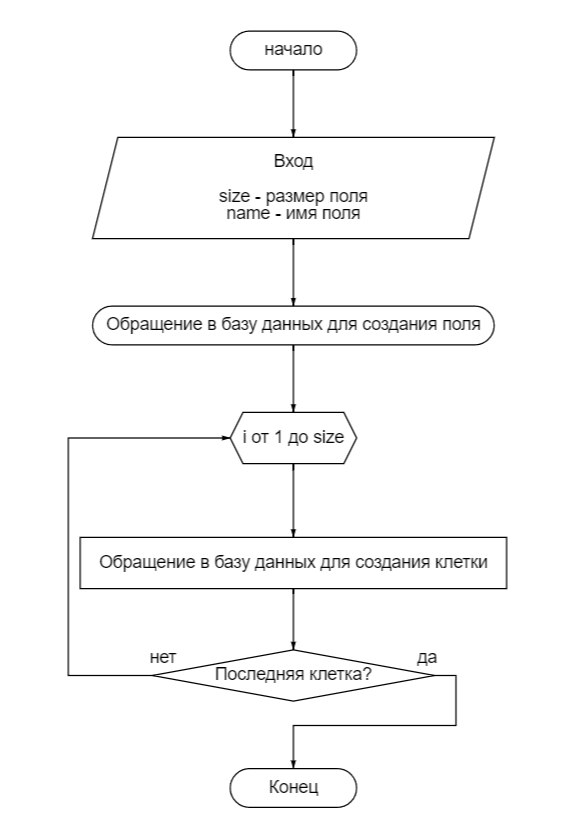 начало
Вход
size - размер поля
name - имя поля
Обращение в базу данных для создания поля
i от 1 до size
Обращение в базу данных для создания клетки
нет
да
Последняя клетка?
Конец